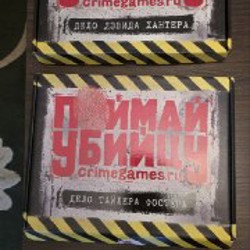 crimegames.ru
ДЕЛО ДЭВИДА ХАНТЕРА
ПОЙМАЙ
УБИЙЦУ
crimegames.ru
ДЕЛО ТАЙЛЕРА ФОСТЕРА